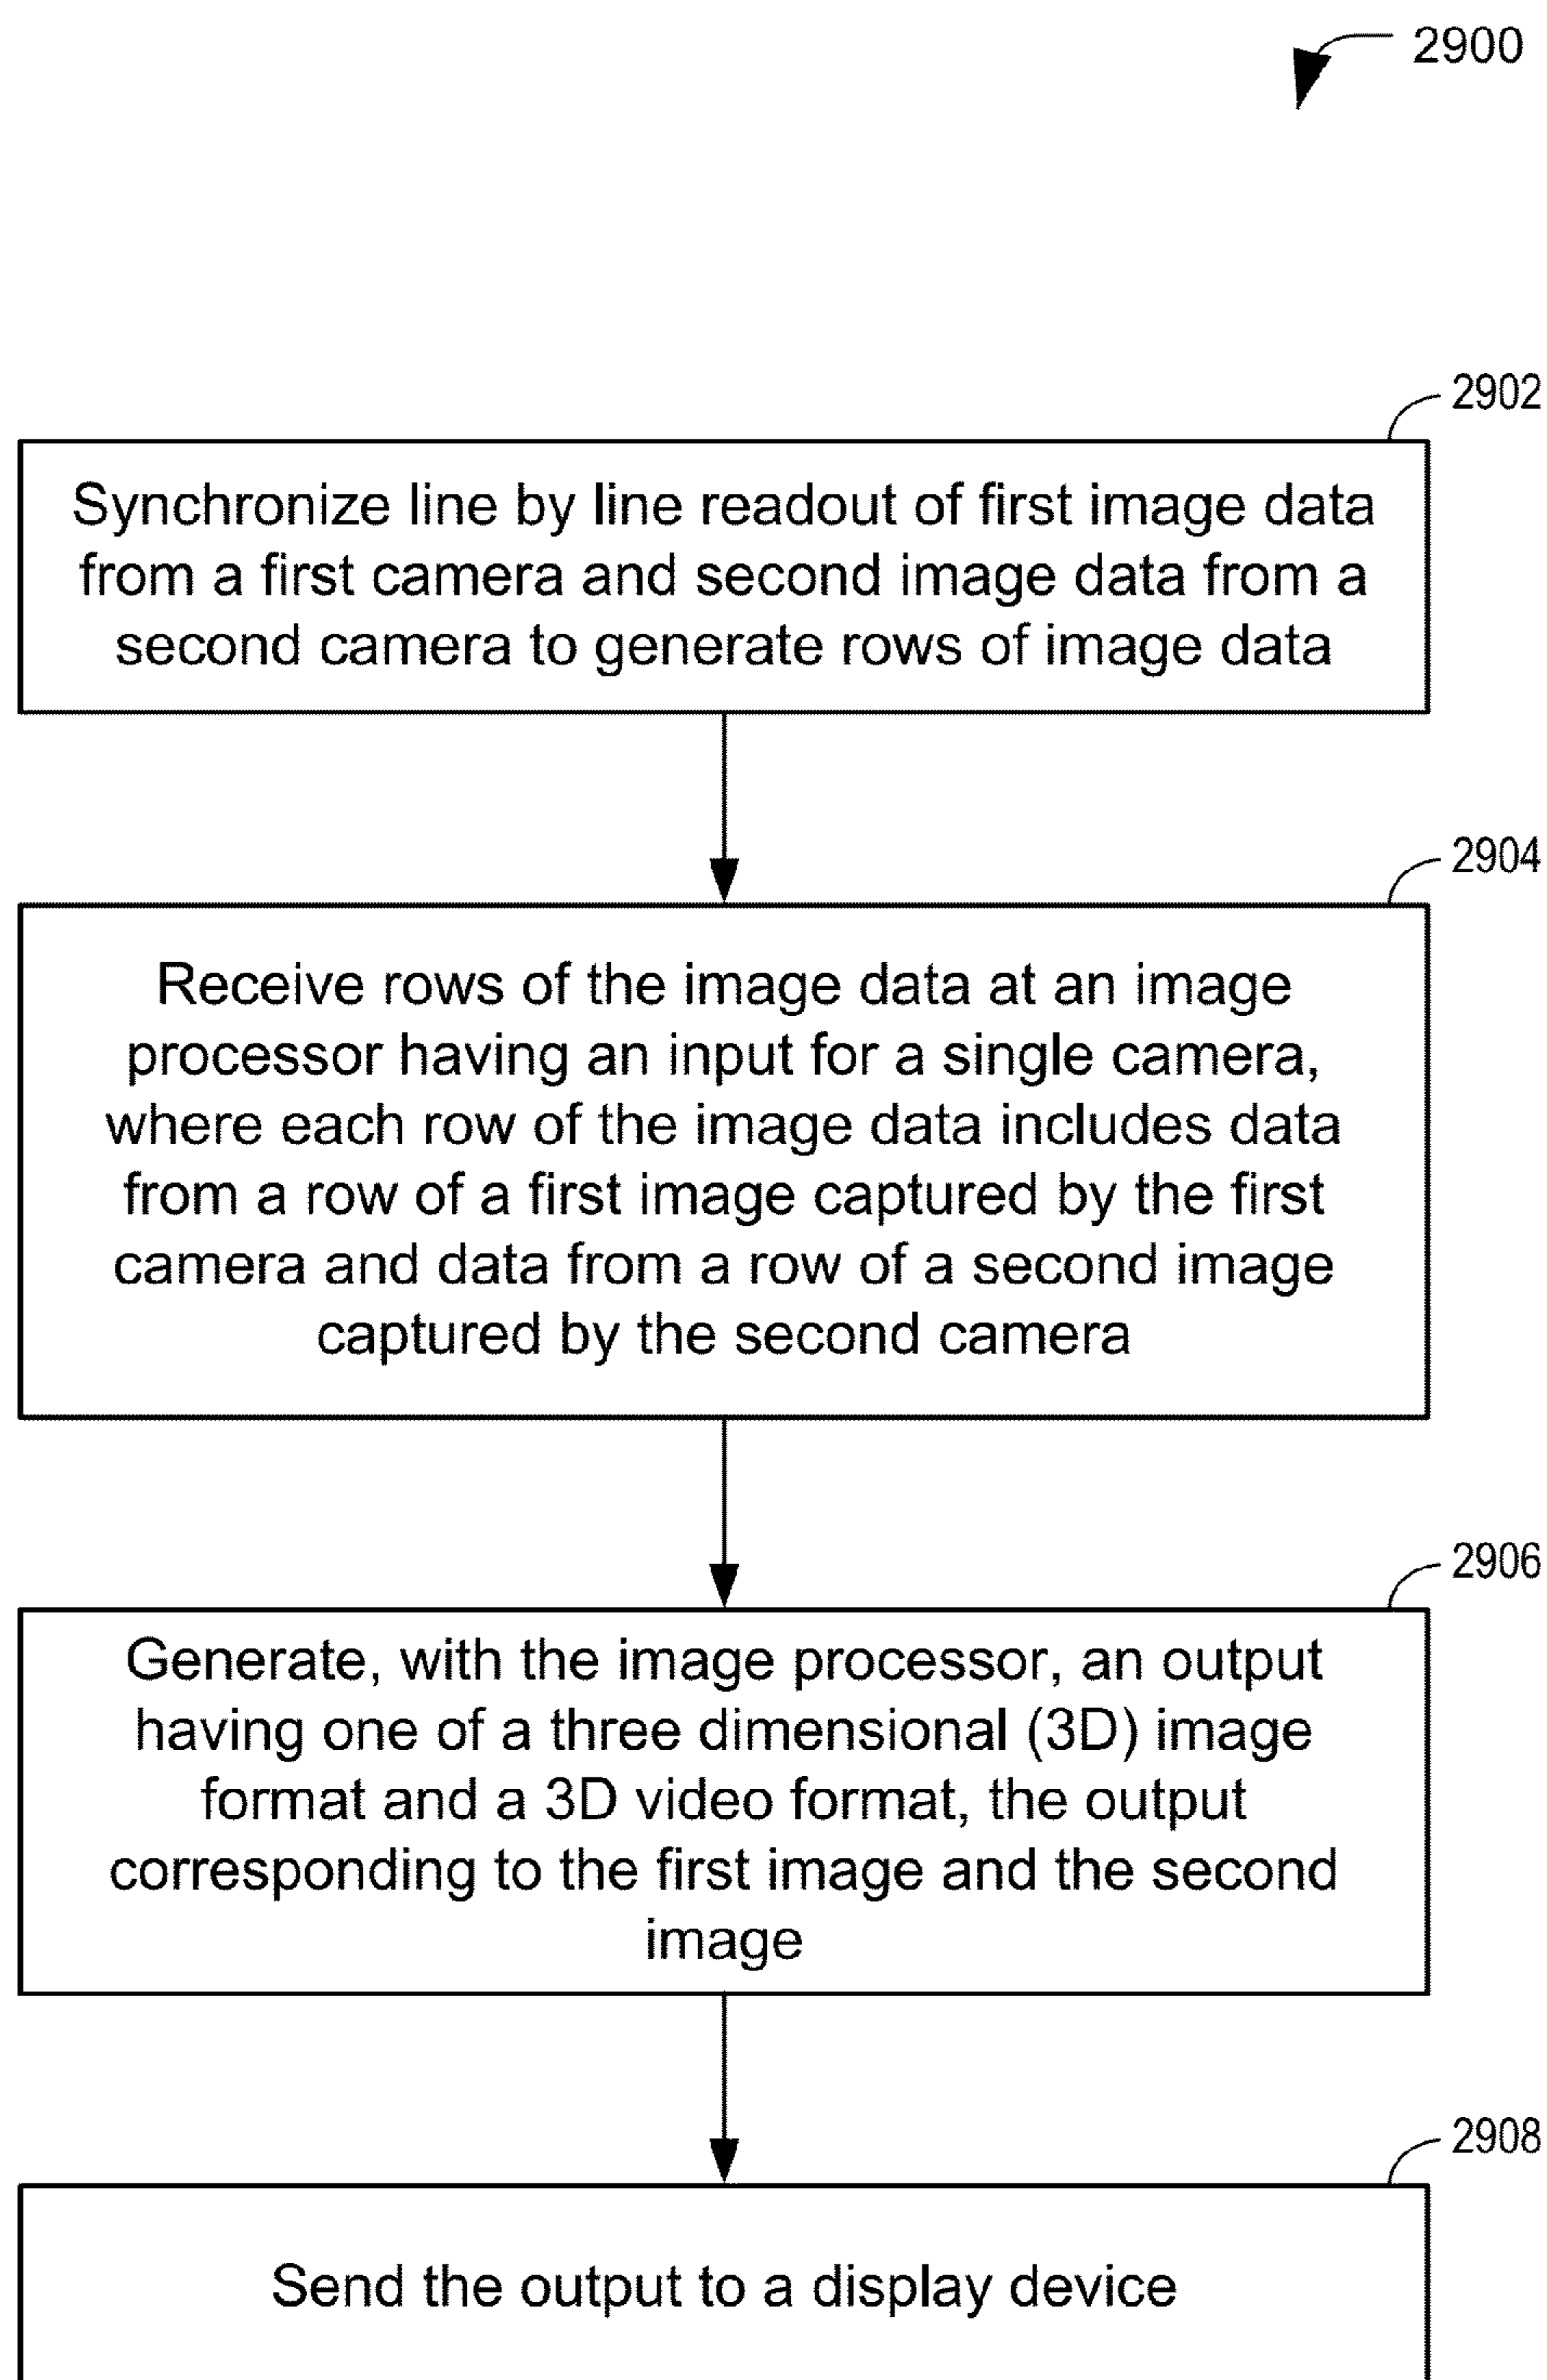 2900
2902
Synchronize line by line readout of first image data
from a first camera and second image data from a
second camera to generate rows of image data
2904
Receive rows of the image data at an image
processor having an input for a single camera,
where each row of the image data includes data
from a row of a first image captured by the first
camera and data from a row of a second image
captured by the second camera
2906
Generate, with the image processor, an output
having one of a three dimensional (3D) image
format and a 3D video format, the output
corresponding to the first image and the second
image
2908
Send the output to a display device